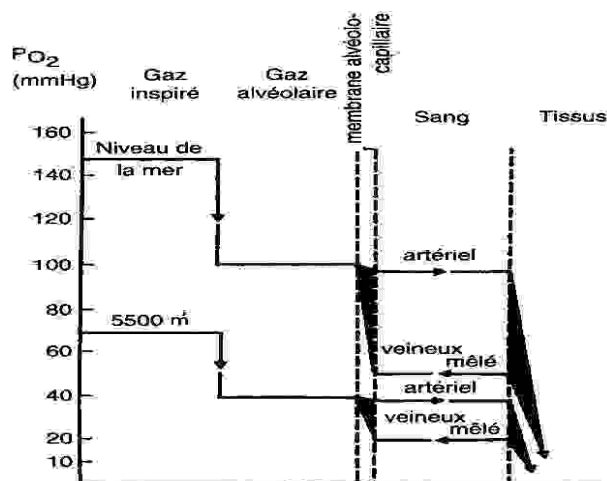 PO2
(mmHg)
Gaz
inspiré
Gaz
alvéolaire
membrane alvéolo-
capillaire
Sang
Tissus
160
140
120
100
80
60
40
20
10
Niveau de
la mer
5500 m
artériel
veineux
mêlé
artériel
veineux
mêlé